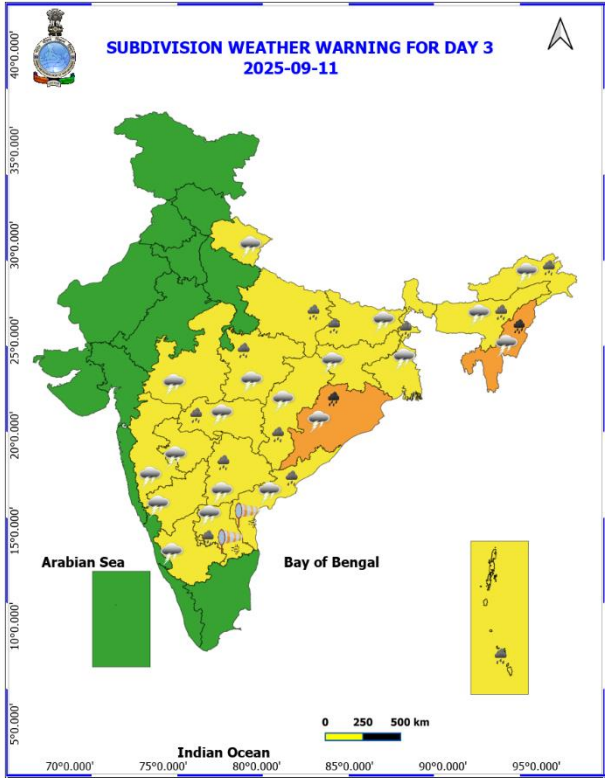 SUBDIVISION WEATHER WARNING FOR DAY 3
2025-09-11
40°0.000'
35°0.000'
30°0.000'
25°0.000'
20°0.000'
15°0.000'
10°0.000'
5°0.000'
Arabian Sea
Bay of Bengal
0 250 500 km
Indian Ocean
70°0.000' 75°0.000' 80°0.000' 85°0.000' 90°0.000' 95°0.000'